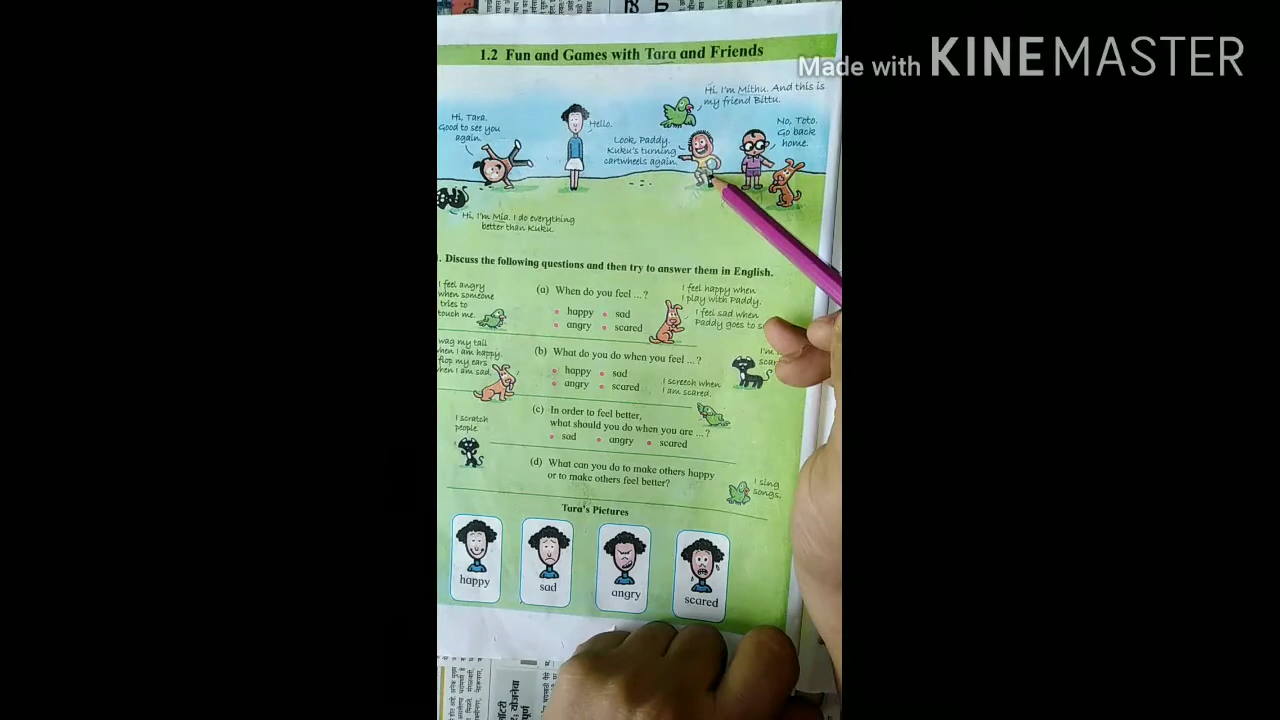 Made with KINEMASTER
1.2 Fun and Games with Tara and Friends
Hi, I'm Mithu. And this is
my friend Bittu.
Hi, Tara.
Good to see you
again.
Hello.
Look, Paddy.
Kuku's turning
cartwheels again.
No, Toto.
Go back
home.
Hi, I'm Mia. I do everything
better than Kuku.
1. Discuss the following questions and then try to answer them in English.
I feel angry
when someone
tries to
touch me.
(a) When do you feel ...?
• happy • sad
• angry • scared
I feel happy when
I play with Paddy.
I feel sad when
Paddy goes to s
wag my tail
when I am happy.
flop my ears
when I am sad.
(b) What do you do when you feel ...?
• happy • sad
• angry • scared
I'm
scar
I screech when
I am scared.
I scratch
people.
(c) In order to feel better,
what should you do when you are ...?
• sad • angry • scared
(d) What can you do to make others happy
or to make others feel better?
I sing
songs.
Tara's Pictures
happy
sad
angry
scared